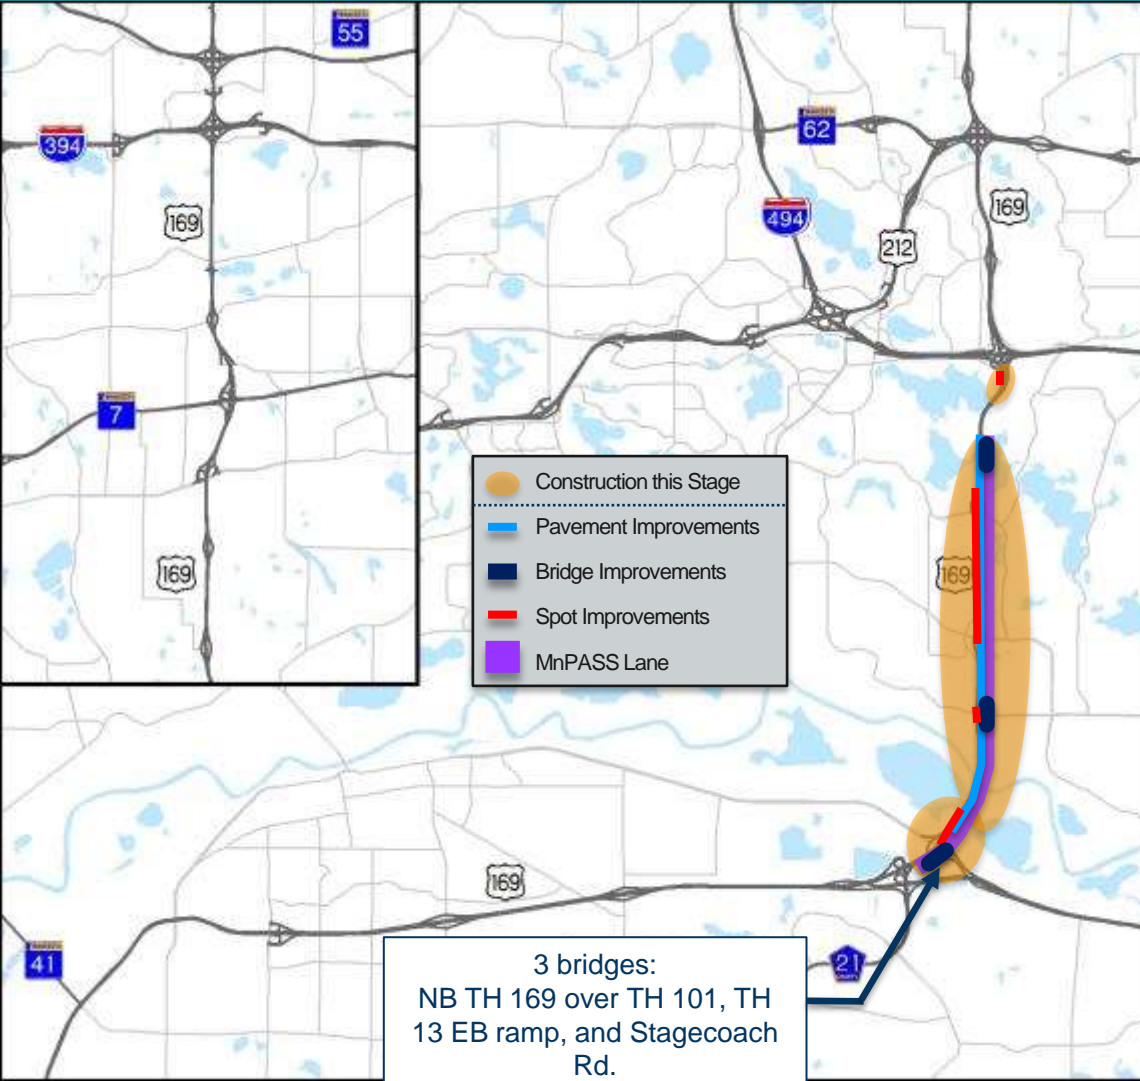 55
394
62
169
169
494
212
7
Construction this Stage
Pavement Improvements
Bridge Improvements
169
169
Spot Improvements
MnPASS Lane
169
41
21
3 bridges:
NB TH 169 over TH 101, TH
13 EB ramp, and Stagecoach
Rd.